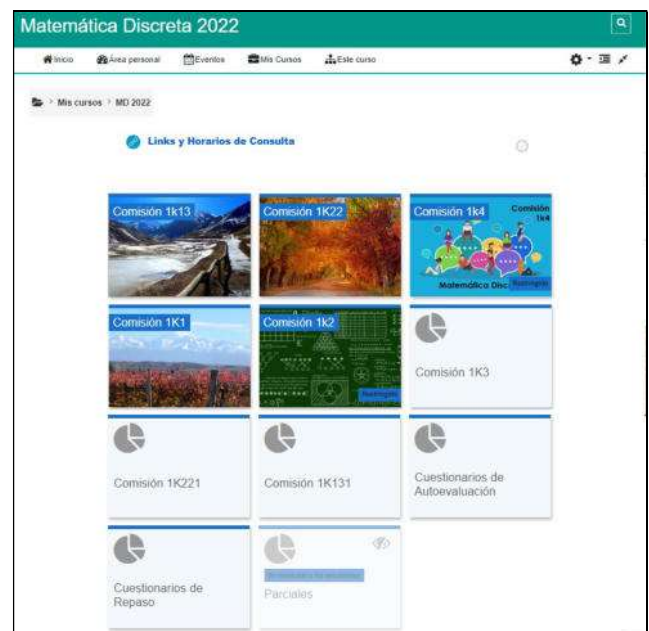 Matemática Discreta 2022
Inicio Área personal Eventos Mis Cursos Este curso
> Mis cursos > MD 2022
Links y Horarios de Consulta
Comisión 1k13
Comisión 1K22
Comisión 1k4
Comisión
1k4
Matemática Disc
Restringido
Comisión 1K1
Comisión 1k2
Restringido
Comisión 1K3
Comisión 1K221
Comisión 1K131
Cuestionarios de
Autoevaluación
Cuestionarios de
Repaso
Parciales